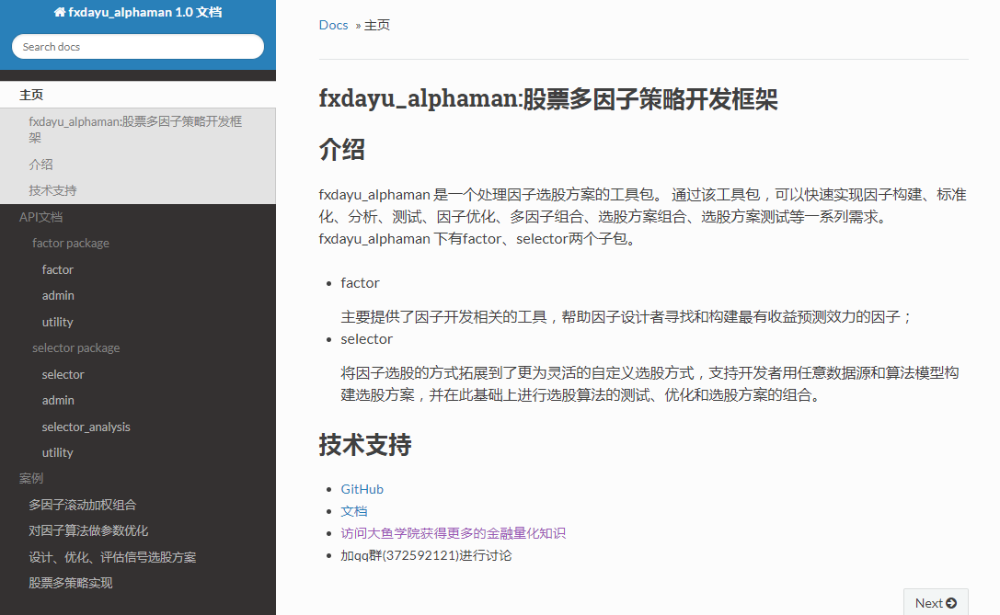 fxdayu_alphaman 1.0 文档
Search docs
主页
fxdayu_alphaman:股票多因子策略开发框
架
介绍
技术支持
API文档
factor package
factor
admin
utility
selector package
selector
admin
selector_analysis
utility
案例
多因子滚动加权组合
对因子算法做参数优化
设计、优化、评估信号选股方案
股票多策略实现
Docs » 主页
fxdayu_alphaman:股票多因子策略开发框架
介绍
fxdayu_alphaman 是一个处理因子选股方案的工具包。 通过该工具包，可以快速实现因子构建、标准
化、分析、测试、因子优化、多因子组合、选股方案组合、选股方案测试等一系列需求。
fxdayu_alphaman 下有factor、selector两个子包。
factor
主要提供了因子开发相关的工具，帮助因子设计者寻找和构建最有收益预测效力的因子；
selector
将因子选股的方式拓展到了更为灵活的自定义选股方式，支持开发者用任意数据源和算法模型构
建选股方案，并在此基础上进行选股算法的测试、优化和选股方案的组合。
技术支持
GitHub
文档
访问大鱼学院获得更多的金融量化知识
加qq群(372592121)进行讨论
Next